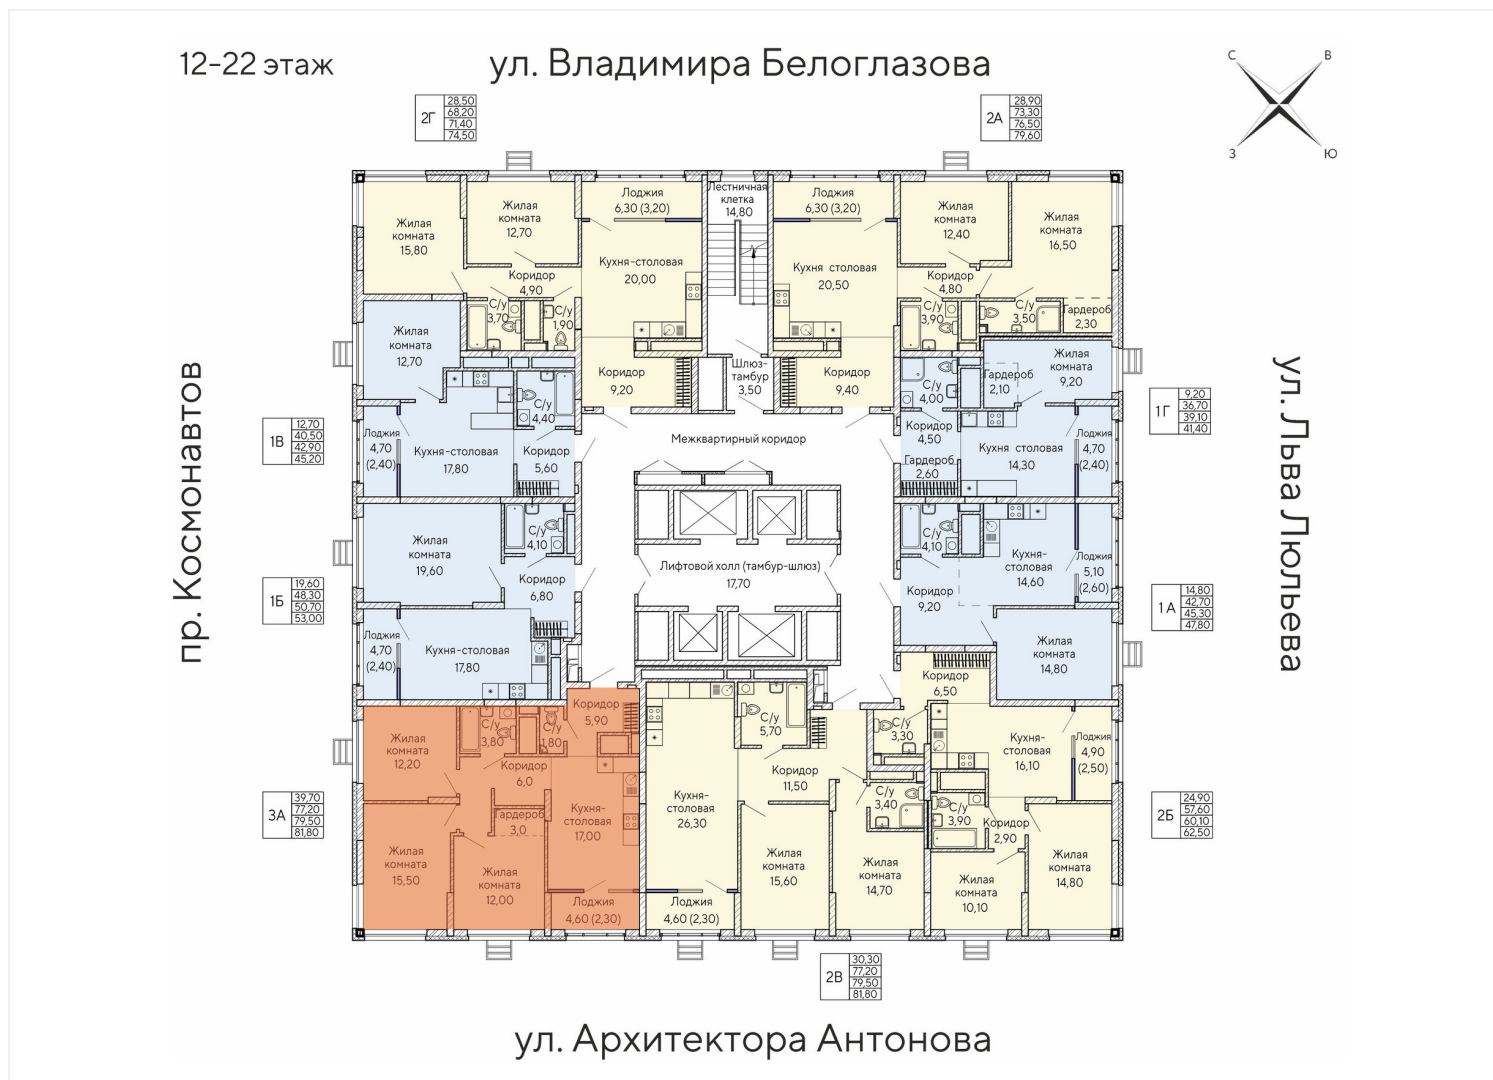 12-22 этаж
ул. Владимира Белоглазова
С
В
З
Ю
2Г
28,50
68,20
71,40
74,50
2А
28,90
73,30
76,50
79,60
Жилая
комната
15,80
Жилая
комната
12,70
Лоджия
6,30 (3,20)
Лестничная
клетка
14,80
Лоджия
6,30 (3,20)
Жилая
комната
12,40
Жилая
комната
16,50
Коридор
4,90
Кухня-столовая
20,00
Кухня столовая
20,50
Коридор
4,80
С/у
3,70
С/у
1,90
С/у
3,90
С/у
3,50
Гардероб
2,30
Жилая
комната
12,70
Коридор
9,20
Шлюз-
тамбур
3,50
Коридор
9,40
С/у
4,00
Гардероб
2,10
Жилая
комната
9,20
пр. Космонавтов
ул. Льва Люльева
1В
12,70
40,50
42,90
45,20
1Г
9,20
36,70
39,10
41,40
Лоджия
4,70
(2,40)
Кухня-столовая
17,80
С/у
4,40
Коридор
5,60
Межквартирный коридор
Коридор
4,50
Гардероб
2,60
Кухня столовая
14,30
Лоджия
4,70
(2,40)
Жилая
комната
19,60
С/у
4,10
Коридор
6,80
Лифтовой холл (тамбур-шлюз)
17,70
С/у
4,10
Коридор
9,20
Кухня-
столовая
14,60
Лоджия
5,10
(2,60)
1Б
19,60
48,30
50,70
53,00
1А
14,80
42,70
45,30
47,80
Лоджия
4,70
(2,40)
Кухня-столовая
17,80
Жилая
комната
14,80
Коридор
6,50
Жилая
комната
12,20
С/у
3,80
С/у
1,80
Коридор
5,90
С/у
5,70
С/у
3,30
Кухня-
столовая
16,10
Лоджия
4,90
(2,50)
Коридор
6,0
Коридор
11,50
3А
39,70
77,20
79,50
81,80
2Б
24,90
57,60
60,10
62,50
Гардероб
3,0
Кухня-
столовая
17,00
Кухня-
столовая
26,30
С/у
3,40
С/у
3,90
Коридор
2,90
Жилая
комната
15,50
Жилая
комната
12,00
Жилая
комната
15,60
Жилая
комната
14,70
Жилая
комната
10,10
Жилая
комната
14,80
Лоджия
4,60 (2,30)
Лоджия
4,60 (2,30)
2В
30,30
77,20
79,50
81,80
ул. Архитектора Антонова